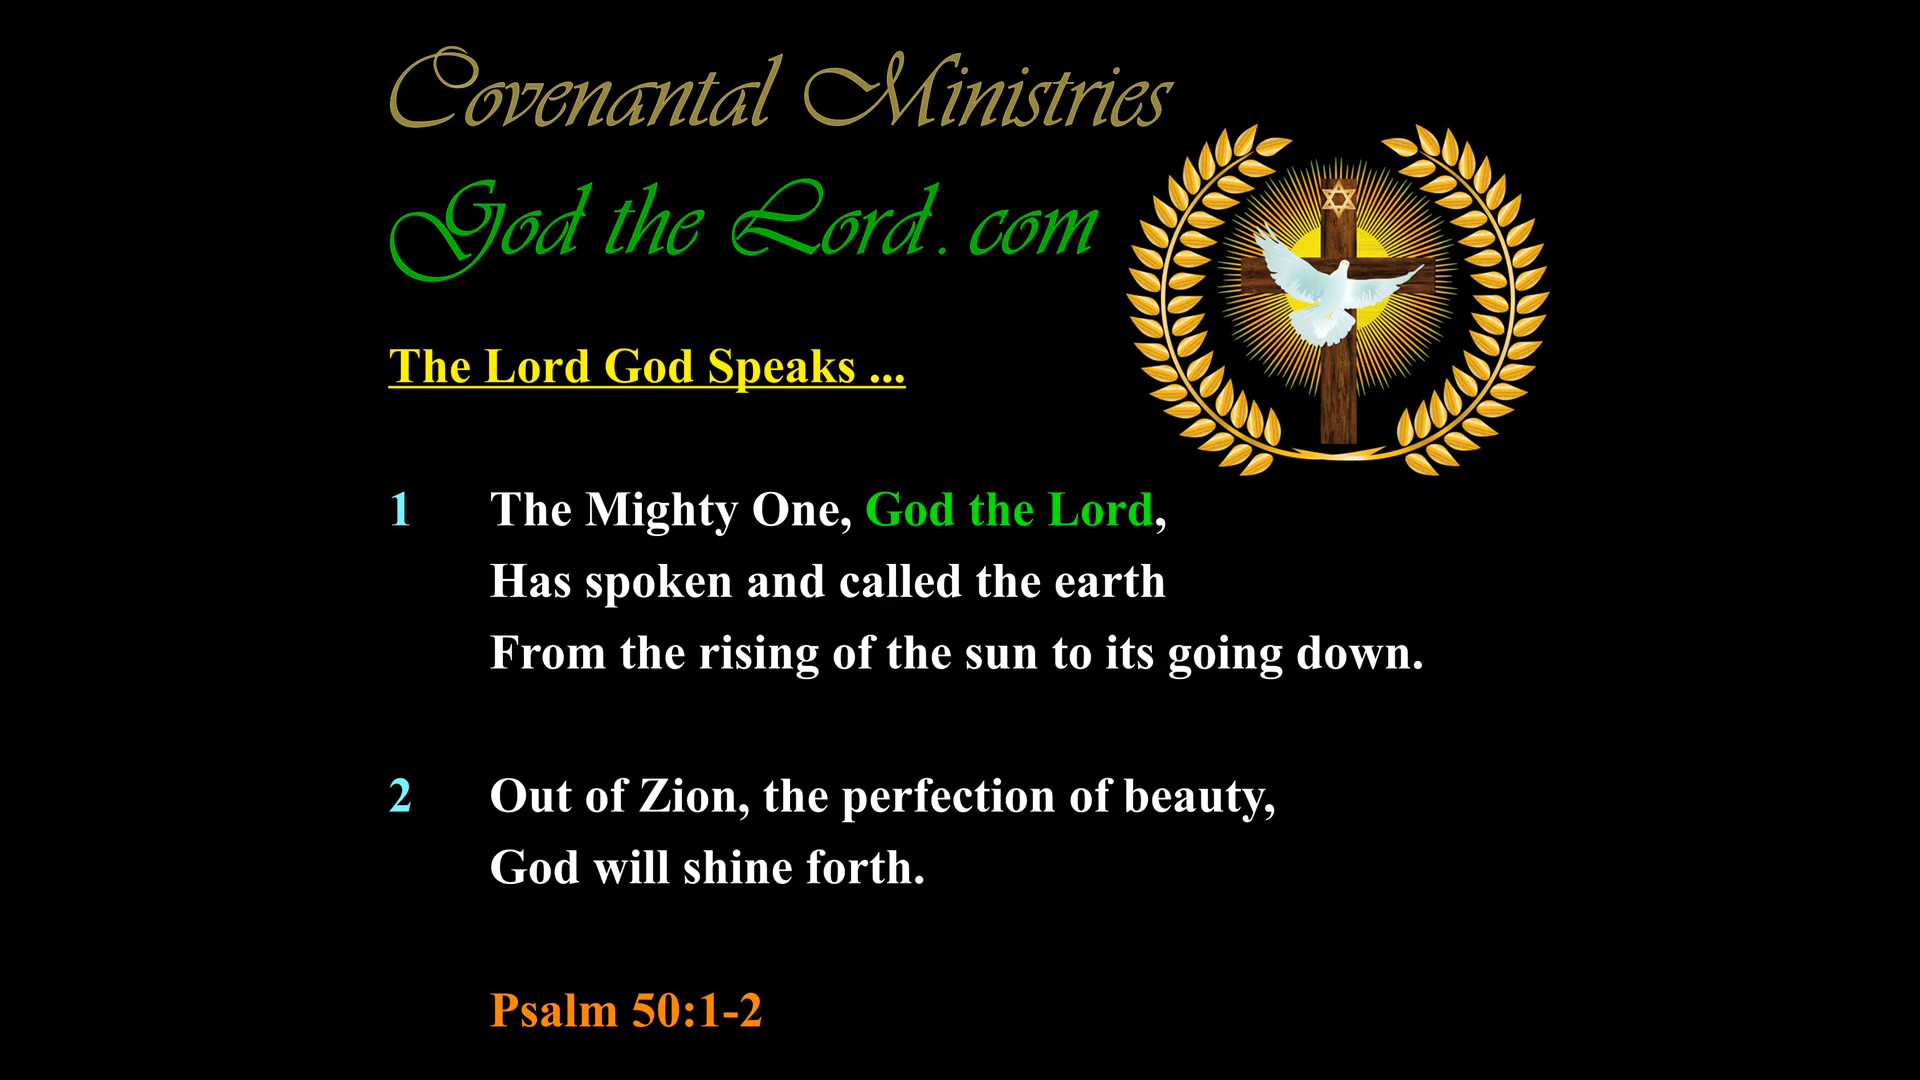 Covenantal Ministries
God the Lord.com
The Lord God Speaks ...
1 The Mighty One, God the Lord,
Has spoken and called the earth
From the rising of the sun to its going down.
2 Out of Zion, the perfection of beauty,
God will shine forth.
Psalm 50:1-2